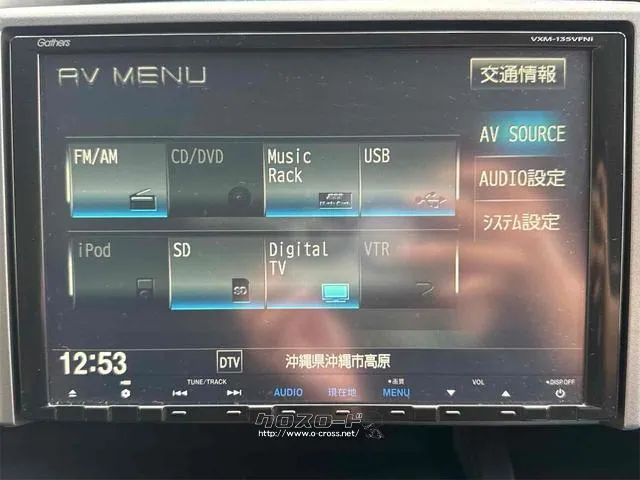 Gathers
VXM-135VFNi
AV MENU
交通情報
FM/AM
CD/DVD
Music
Rack
USB
AV SOURCE
AUDIO設定
システム設定
iPod
SD
SD
Digital
TV
VTR
12:53
DTV
沖縄県沖縄市高原
TUNE/TRACK
AUDIO
現在地
画質
MENU
VOL
DISP.OFF
クロスロード
http://www.o-cross.net/